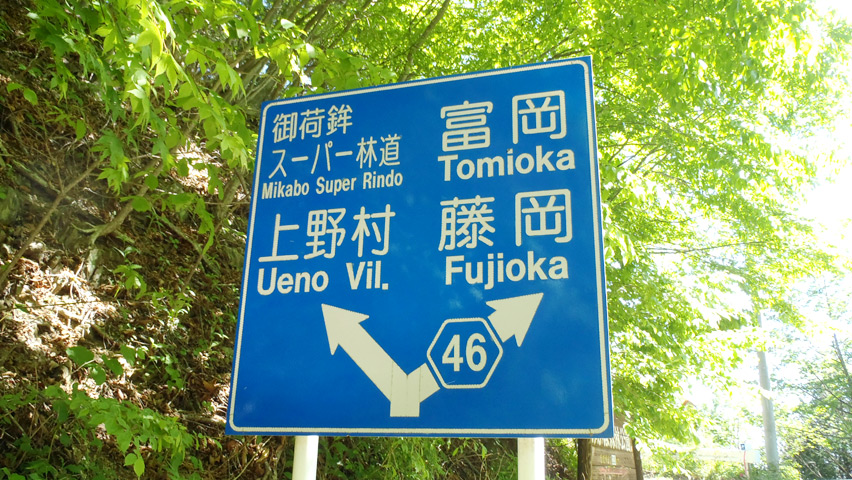 御荷鉾
スーパー林道
Mikabo Super Rindo
上野村
Ueno Vil.
富岡
Tomioka
藤岡
Fujioka
46